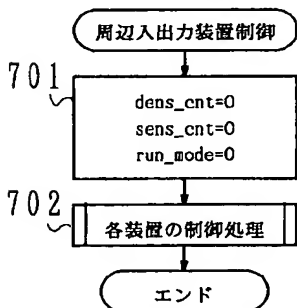 周辺入出力装置制御
701
dens_cnt=0
sens_cnt=0
run_mode=0
702
各装置の制御処理
エンド